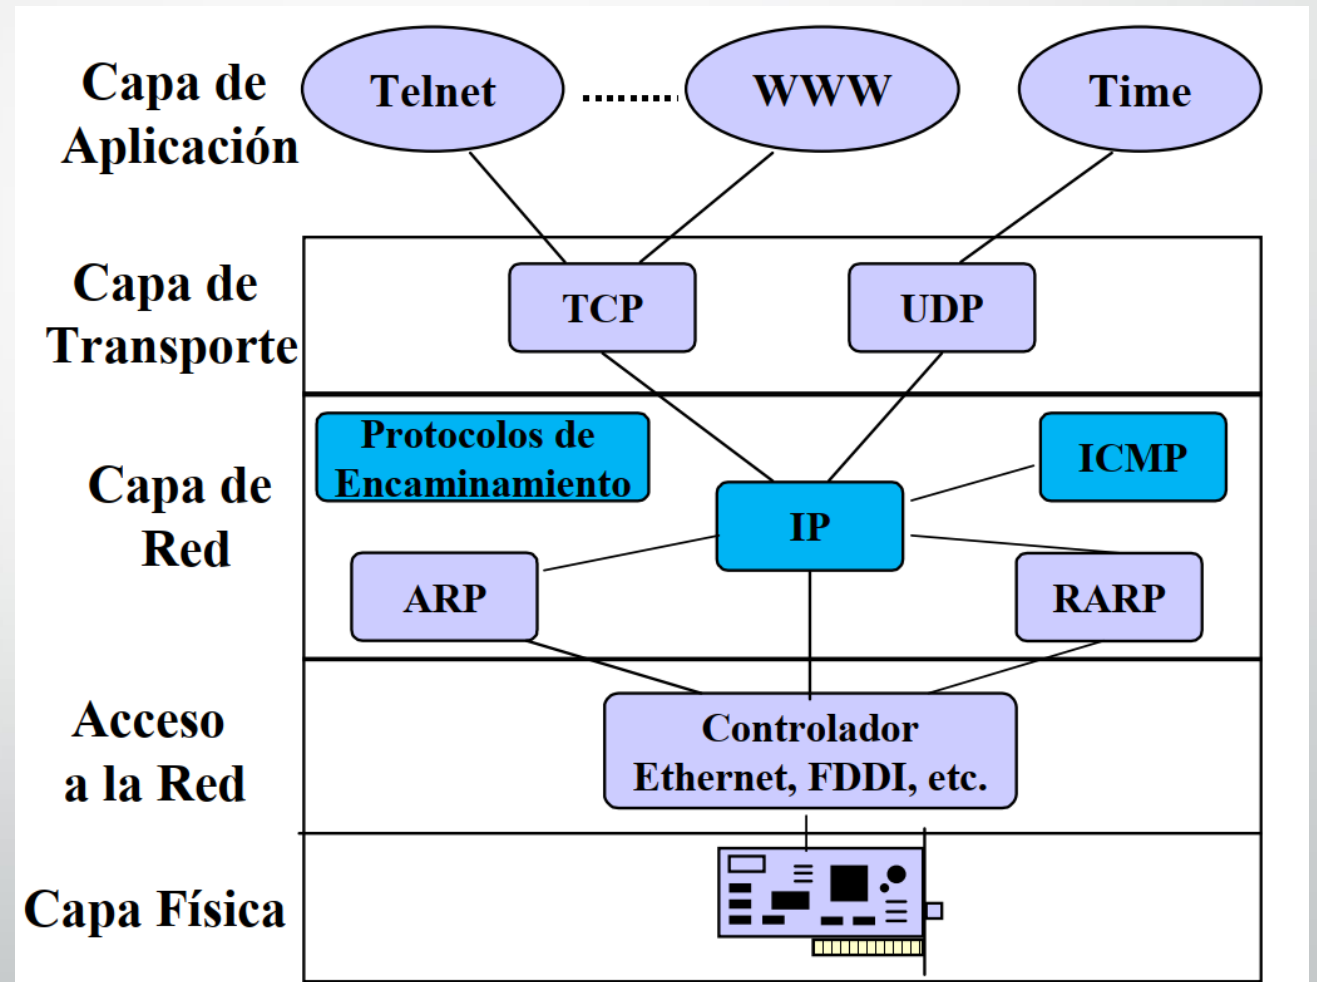 Capa de
Aplicación
Telnet
WWW
Time
Capa de
Transporte
TCP
UDP
Capa de
Red
Protocolos de
Encaminamiento
ICMP
IP
ARP
RARP
Acceso
a la Red
Controlador
Ethernet, FDDI, etc.
Capa Física